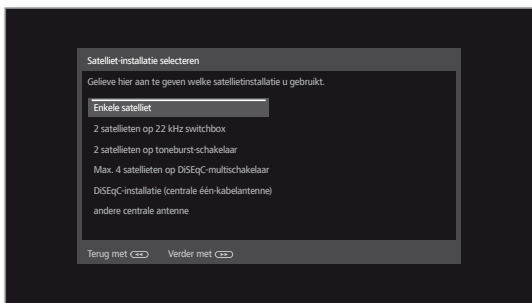 Satelliet-installatie selecteren
Gelieve hier aan te geven welke satellietinstallatie u gebruikt.
Enkele satelliet
2 satellieten op 22 kHz switchbox
2 satellieten op toneburst-schakelaar
Max. 4 satellieten op DiSEqC-multischakelaar
DiSEqC-installatie (centrale één-kabelantenne)
andere centrale antenne
Terug met ◂◂ Verder met ▸▸